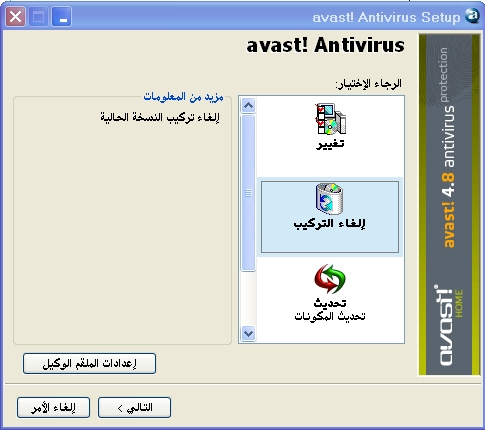 avast! Antivirus Setup
avast! Antivirus
الرجاء الإختيار:
تغيير
إلغاء التركيب
تحديث
تحديث المكونات
مزيد من المعلومات
إلغاء تركيب النسخة الحالية
avast! 4.8 antivirus protection
avast! HOME
إعدادات الملقم الوكيل
التالي >
إلغاء الأمر